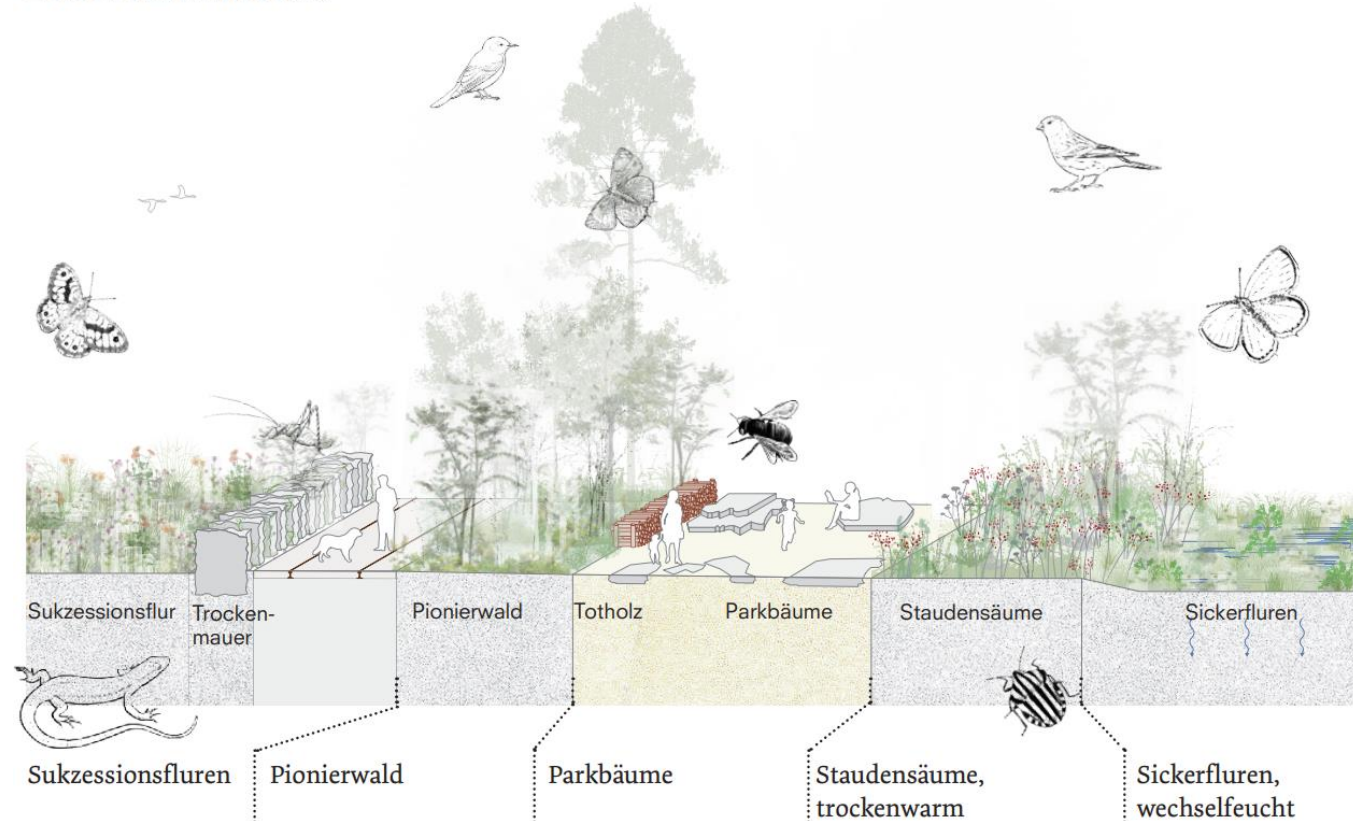 Sukzessionsflur
Trocken-
mauer
Pionierwald
Totholz
Parkbäume
Staudensäume
Sickerfluren
Sukzessionsfluren
Pionierwald
Parkbäume
Staudensäume,
trockenwarm
Sickerfluren,
wechselfeucht